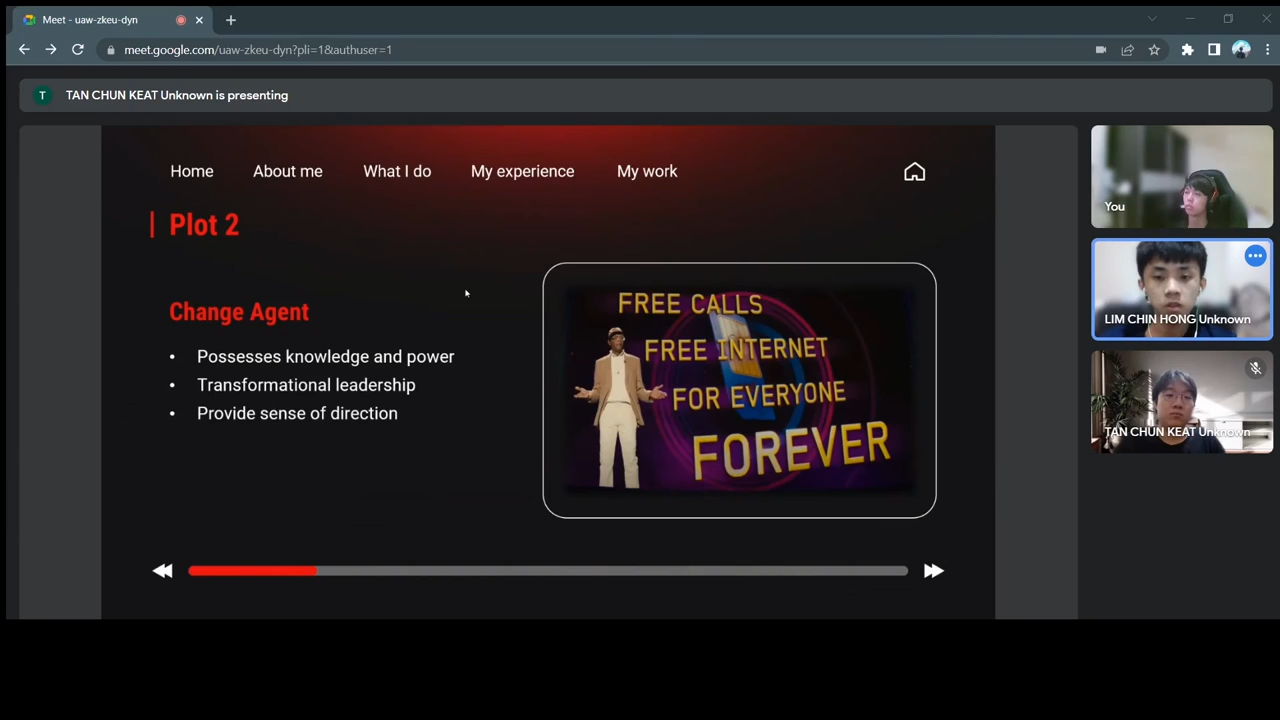 Meet - uaw-zkeu-dyn
meet.google.com/uaw-zkeu-dyn?pli=1&authuser=1
T TAN CHUN KEAT Unknown is presenting
Home About me What I do My experience My work
Plot 2
Change Agent
• Possesses knowledge and power
• Transformational leadership
• Provide sense of direction
FREE CALLS
FREE INTERNET
FOR EVERYONE
FOREVER
You
LIM CHIN HONG Unknown
TAN CHUN KEAT Unknown